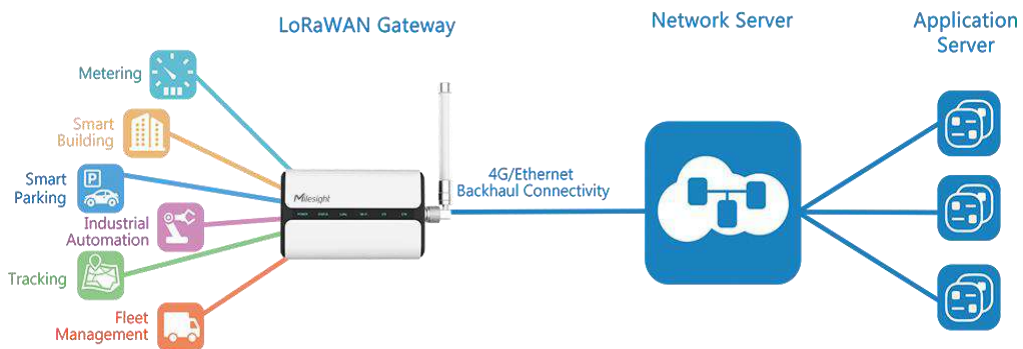 LoRaWAN Gateway
Network Server
Application
Server
Metering
Smart
Building
Smart
Parking
Industrial
Automation
Tracking
Fleet
Management
P
Milesight
4G/Ethernet
Backhaul Connectivity